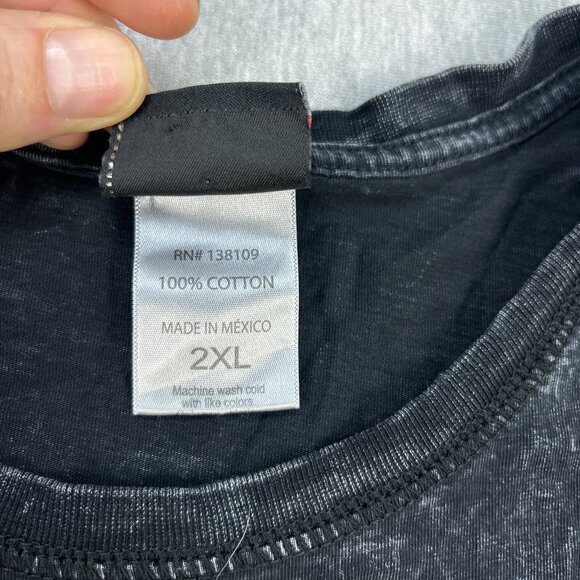 RN# 138109
100% COTTON
MADE IN MÉXICO
2XL
Machine wash cold
with like colors